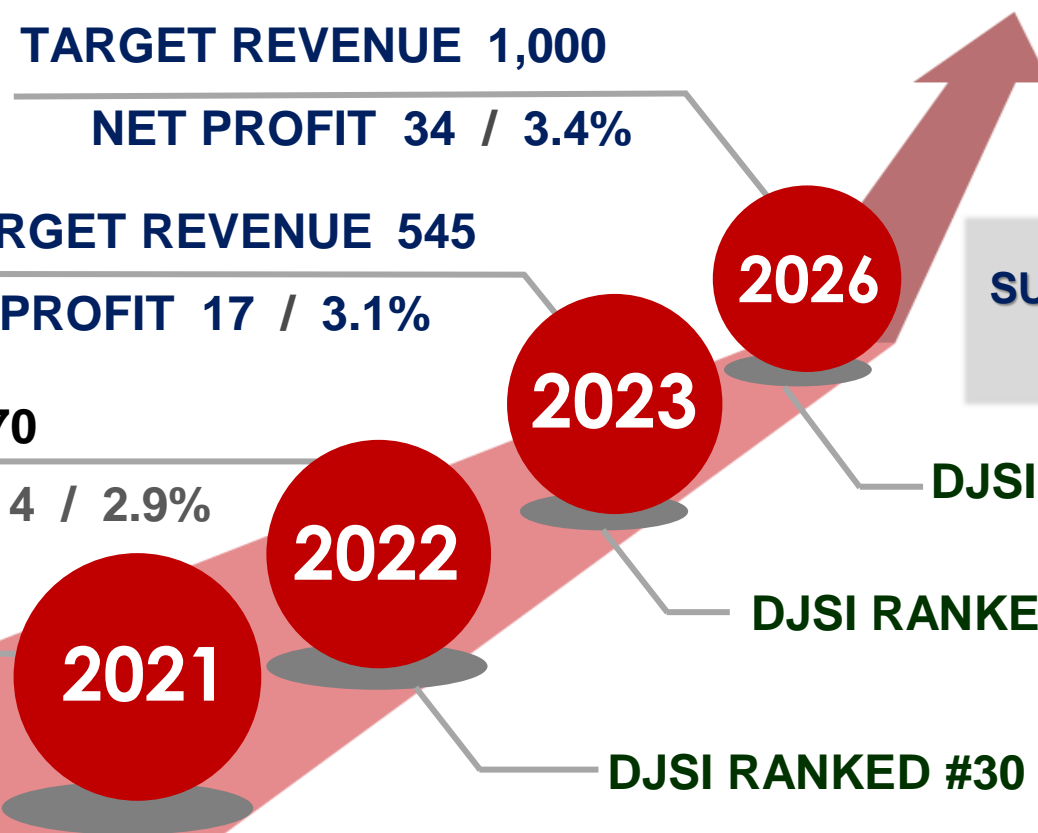 TARGET REVENUE 1,000
NET PROFIT 34 / 3.4%
RGET REVENUE 545
PROFIT 17 / 3.1%
2026
SU
2023
70
4 / 2.9%
DJSI
2022
DJSI RANKE
2021
DJSI RANKED #30